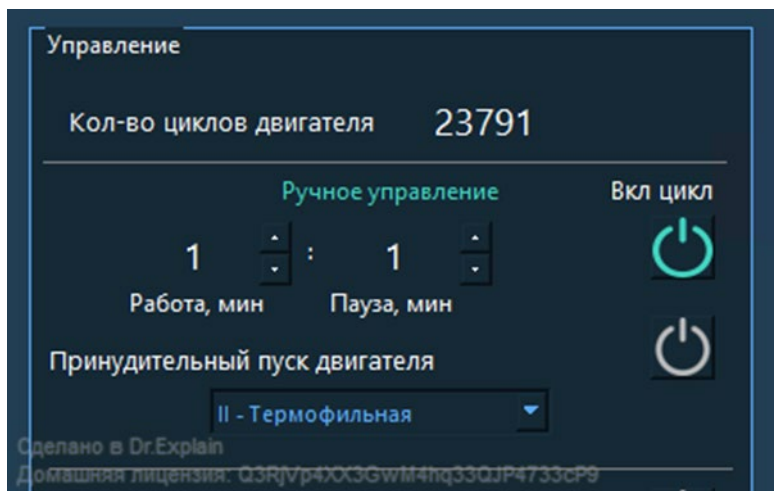 Управление
Кол-во циклов двигателя 23791
Ручное управление Вкл цикл
1 : 1
Работа, мин Пауза, мин
Принудительный пуск двигателя
II - Термофильная
Сделано в Dr.Explain
Домашняя лицензия: